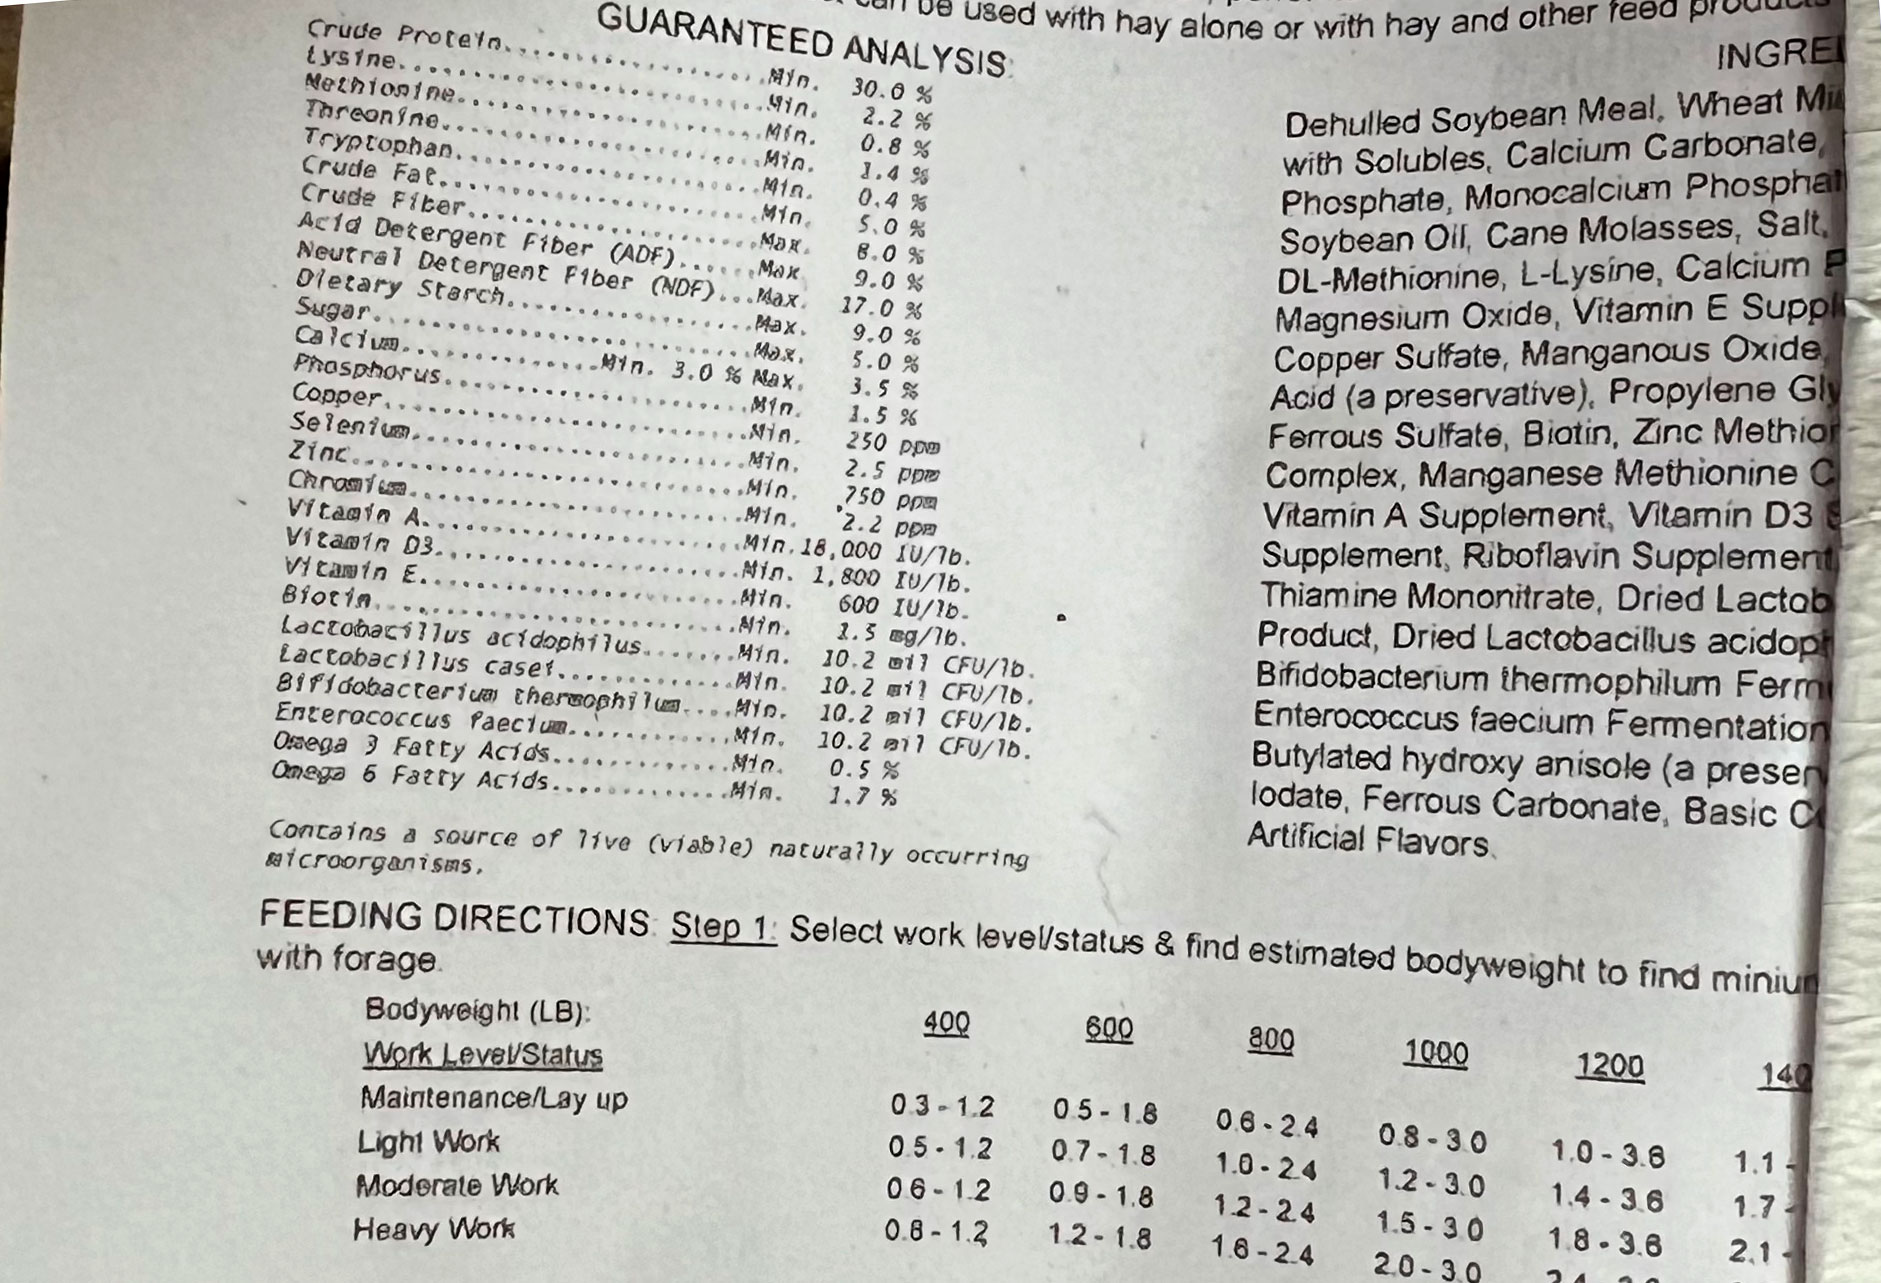 can be used with hay alone or with hay and other feed products
GUARANTEED ANALYSIS:
Crude Protein..................Min. 30.0 %
Lysine..................Min. 2.2 %
Methionine..................Min. 0.8 %
Threonine..................Min. 1.4 %
Tryptophan..................Min. 0.4 %
Crude Fat..................Min. 5.0 %
Crude Fiber..................Max. 8.0 %
Acid Detergent Fiber (ADF)......Max. 9.0 %
Neutral Detergent Fiber (NDF)...Max. 17.0 %
Dietary Starch..................Max. 9.0 %
Sugar..................Max. 5.0 %
Calcium..............Min. 3.0 % Max. 3.5 %
Phosphorus..................Min. 1.5 %
Copper..................Min. 250 ppm
Selenium..................Min. 2.5 ppm
Zinc..................Min. 750 ppm
Chromium..................Min. 2.2 ppm
Vitamin A..................Min. 18,000 IU/lb.
Vitamin D3..................Min. 1,800 IU/lb.
Vitamin E..................Min. 600 IU/lb.
Biotin..................Min. 1.5 mg/lb.
Lactobacillus acidophilus.......Min. 10.2 mil CFU/lb.
Lactobacillus casei.............Min. 10.2 mil CFU/lb.
Bifidobacterium thermophilum....Min. 10.2 mil CFU/lb.
Enterococcus faecium............Min. 10.2 mil CFU/lb.
Omega 3 Fatty Acids.............Min. 0.5 %
Omega 6 Fatty Acids.............Min. 1.7 %
Contains a source of live (viable) naturally occurring
microorganisms.
INGRE
Dehulled Soybean Meal, Wheat
with Solubles, Calcium Carbonate,
Phosphate, Monocalcium Phosphat
Soybean Oil, Cane Molasses, Salt,
DL-Methionine, L-Lysine, Calcium
Magnesium Oxide, Vitamin E Suppl
Copper Sulfate, Manganous Oxide,
Acid (a preservative), Propylene Gly
Ferrous Sulfate, Biotin, Zinc Methion
Complex, Manganese Methionine C
Vitamin A Supplement, Vitamin D3
Supplement, Riboflavin Supplement
Thiamine Mononitrate, Dried Lactob
Product, Dried Lactobacillus acidoph
Bifidobacterium thermophilum Ferm
Enterococcus faecium Fermentation
Butylated hydroxy anisole (a preser
Iodate, Ferrous Carbonate, Basic C
Artificial Flavors.
FEEDING DIRECTIONS: Step 1: Select work level/status & find estimated bodyweight to find miniu
with forage.
Bodyweight (LB): 400 600 800 1000 1200 140
Work Level/Status
Maintenance/Lay up 0.3 - 1.2 0.5 - 1.8 0.6 - 2.4 0.8 - 3.0 1.0 - 3.6 1.1 -
Light Work 0.5 - 1.2 0.7 - 1.8 1.0 - 2.4 1.2 - 3.0 1.4 - 3.6 1.7 -
Moderate Work 0.6 - 1.2 0.9 - 1.8 1.2 - 2.4 1.5 - 3.0 1.8 - 3.6 2.1 -
Heavy Work 0.8 - 1.2 1.2 - 1.8 1.6 - 2.4 2.0 - 3.0